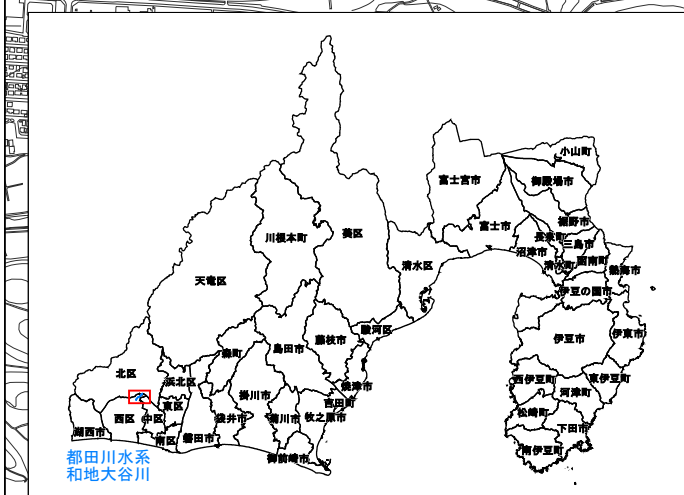 小山町
御殿場市
富士宮市
裾野市
富士市
長泉町
三島市
沼津市
清水町
函南町
熱海市
伊豆の国市
川根本町
葵区
清水区
天竜区
駿河区
伊豆市
伊東市
藤枝市
島田市
森町
北区
浜北区
西伊豆町
東伊豆町
河津町
焼津市
掛川市
吉田町
東区
松崎町
西区
中区
袋井市
菊川市
牧之原市
下田市
湖西市
南区
磐田市
南伊豆町
御前崎市
都田川水系
和地大谷川